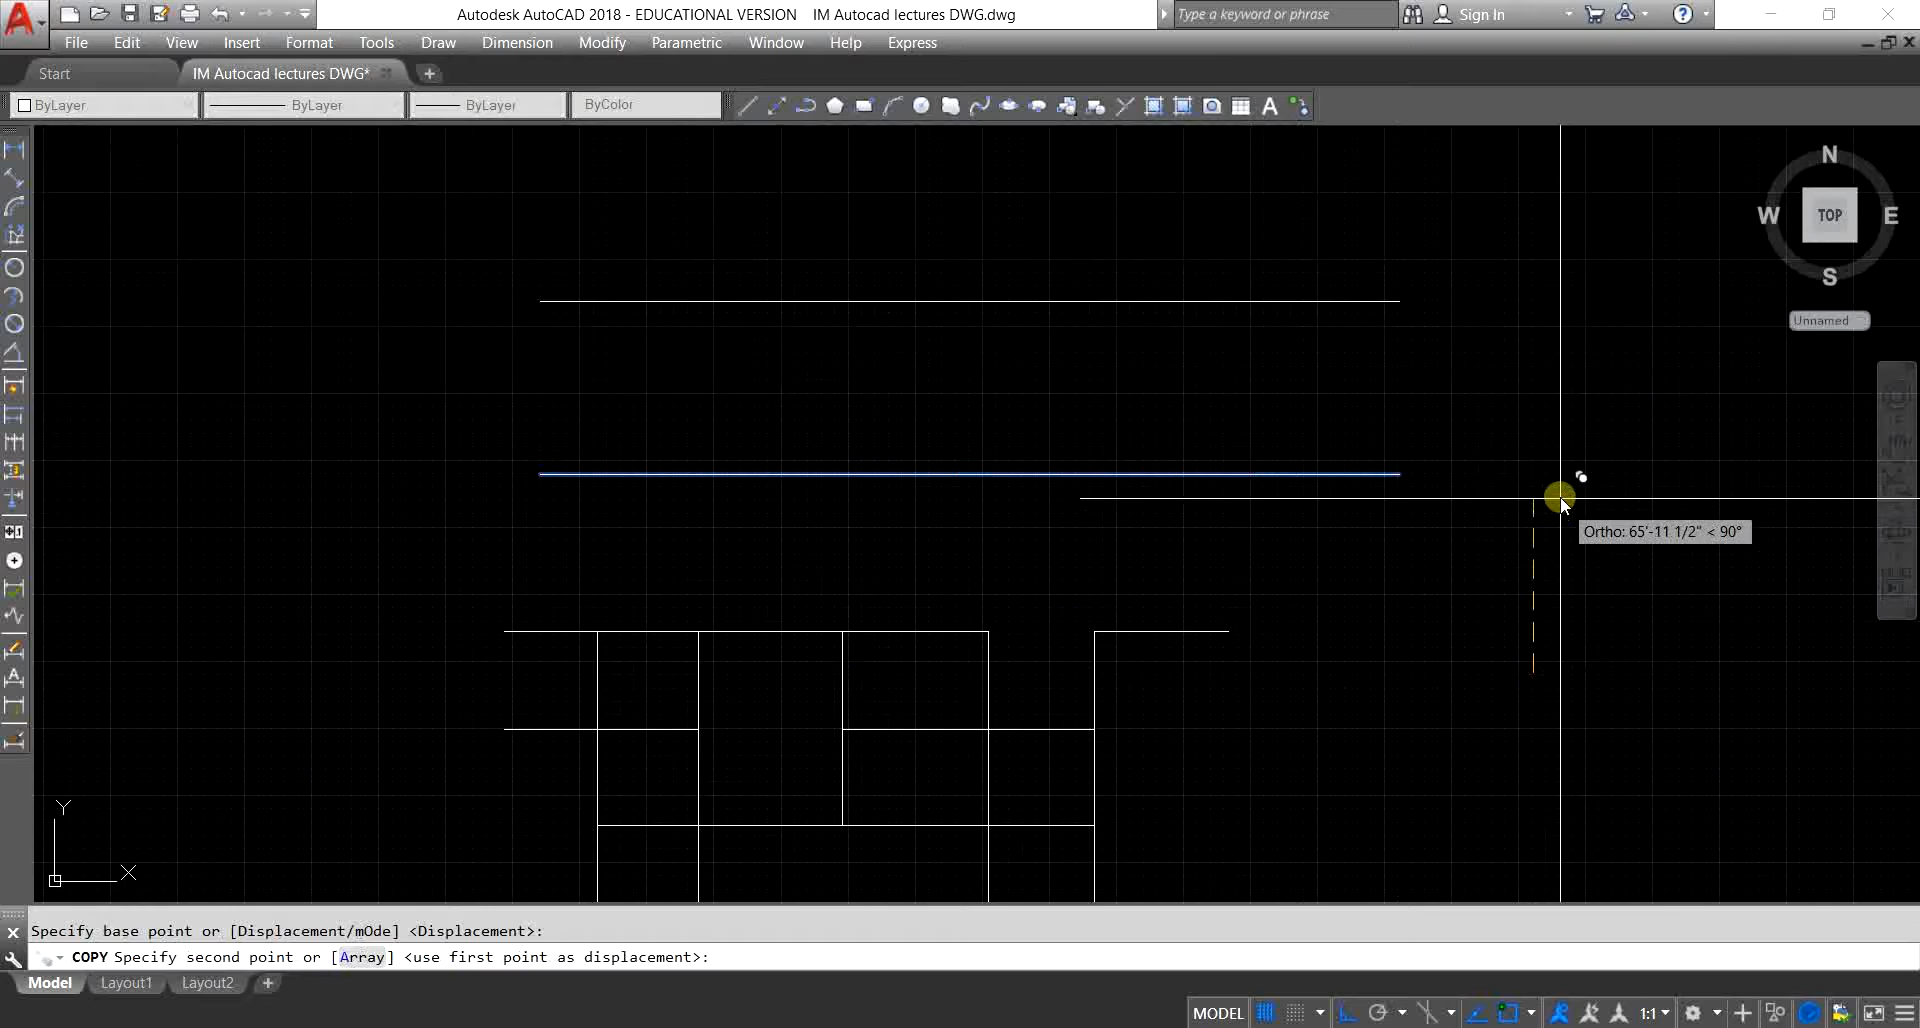 Autodesk AutoCAD 2018 - EDUCATIONAL VERSION    IM Autocad lectures DWG.dwg
Type a keyword or phrase
Sign In
File Edit View Insert Format Tools Draw Dimension Modify Parametric Window Help Express
Start IM Autocad lectures DWG*
ByLayer ByLayer ByLayer ByColor
A
N
W TOP E
S
Unnamed
Ortho: 65'-11 1/2" < 90°
Y
X
Specify base point or [Displacement/mOde] <Displacement>:
COPY Specify second point or [Array] <use first point as displacement>:
Model Layout1 Layout2
MODEL 1:1